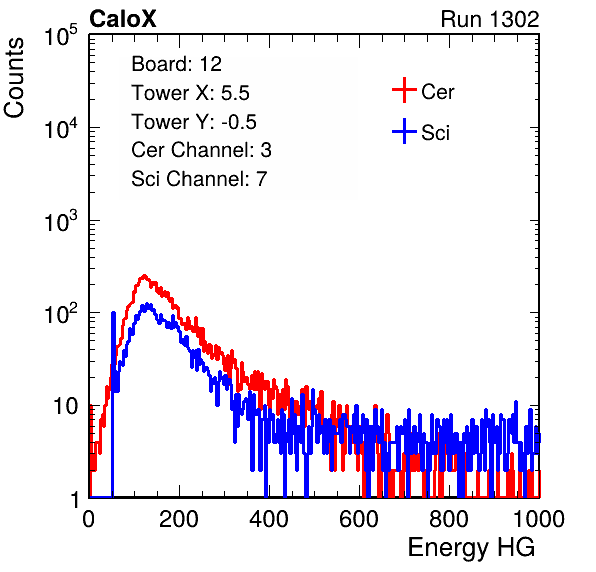 CaloX Run 1302
Counts
10^5
10^4
10^3
10^2
10
1
Board: 12
Tower X: 5.5
Tower Y: -0.5
Cer Channel: 3
Sci Channel: 7
Cer
Sci
0 200 400 600 800 1000
Energy HG